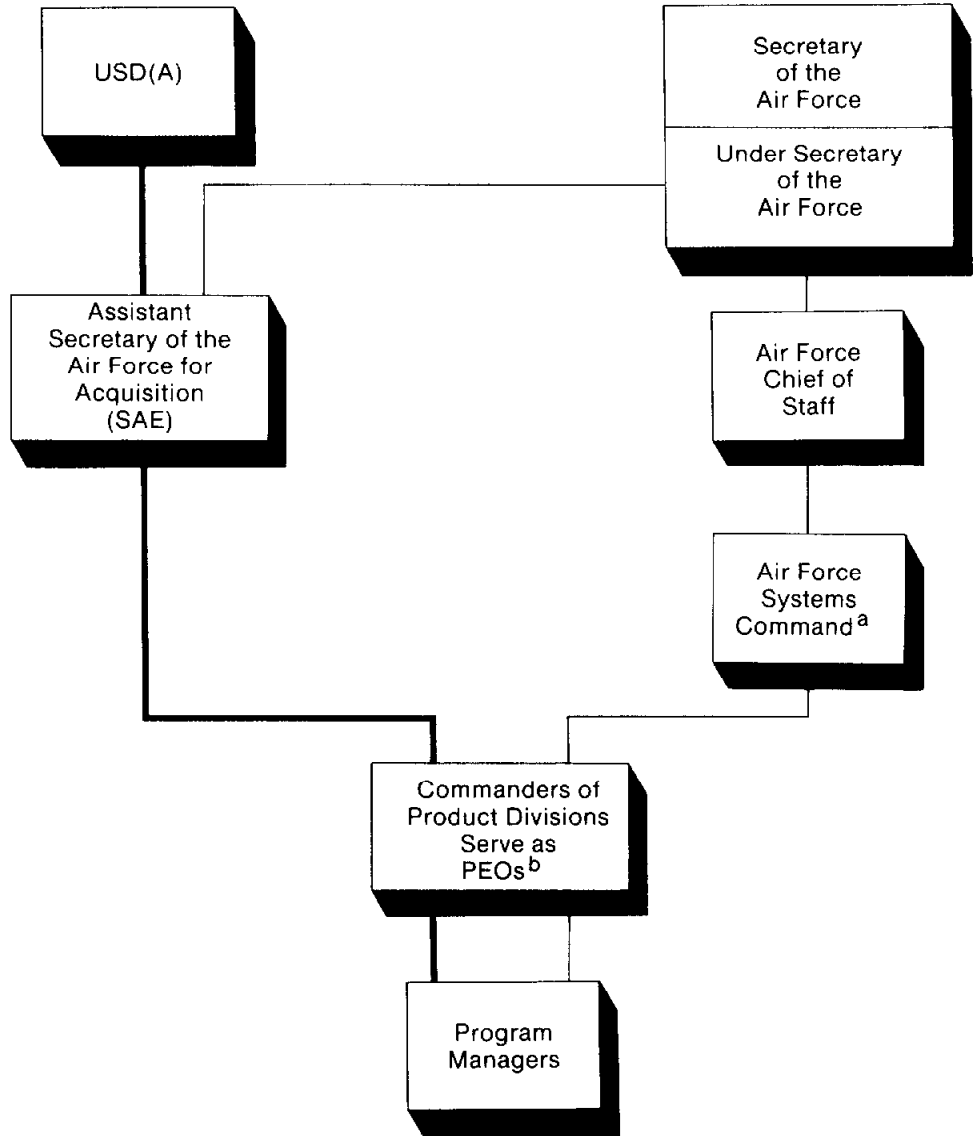 USD(A)
Secretary
of the
Air Force
Under Secretary
of the
Air Force
Assistant
Secretary of the
Air Force for
Acquisition
(SAE)
Air Force
Chief of
Staff
Air Force
Systems
Command a
Commanders of
Product Divisions
Serve as
PEOs b
Program
Managers